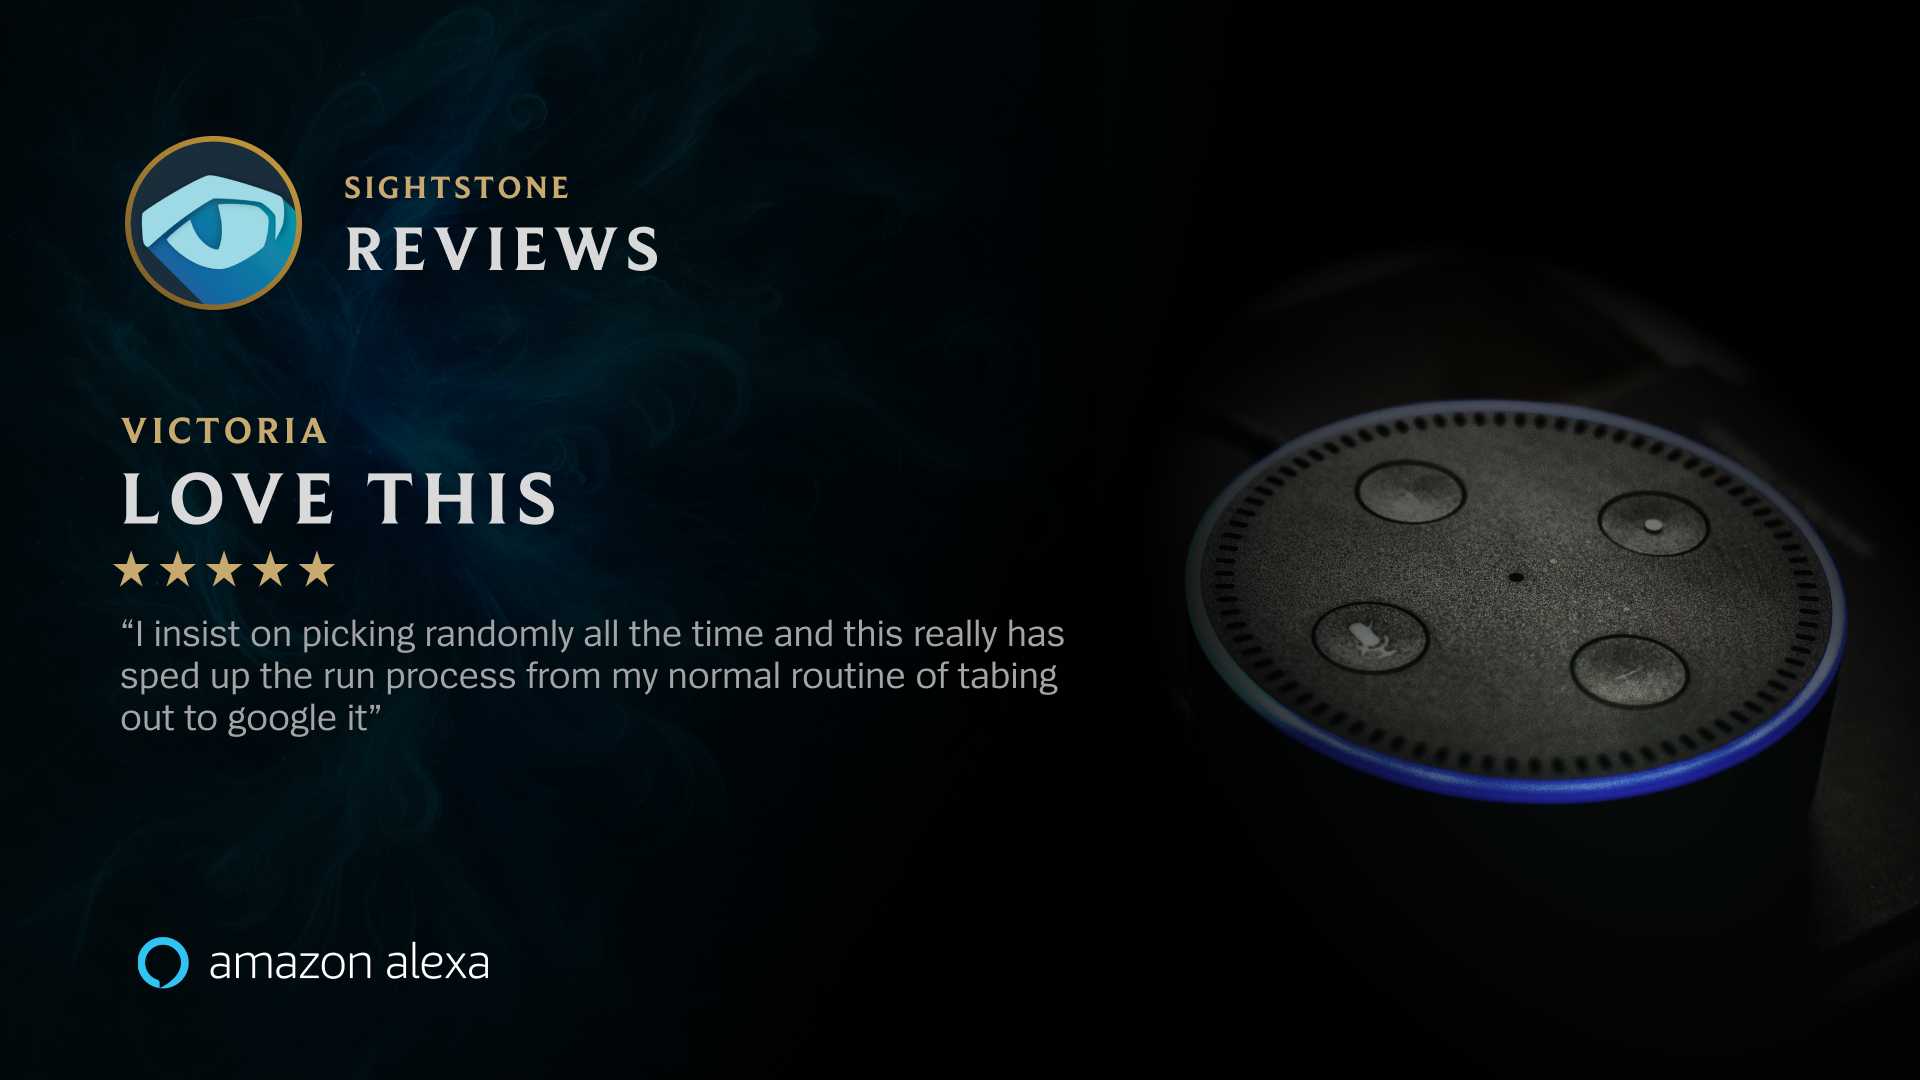 SIGHTSTONE
REVIEWS
VICTORIA
LOVE THIS
“I insist on picking randomly all the time and this really has
sped up the run process from my normal routine of tabing
out to google it”
amazon alexa